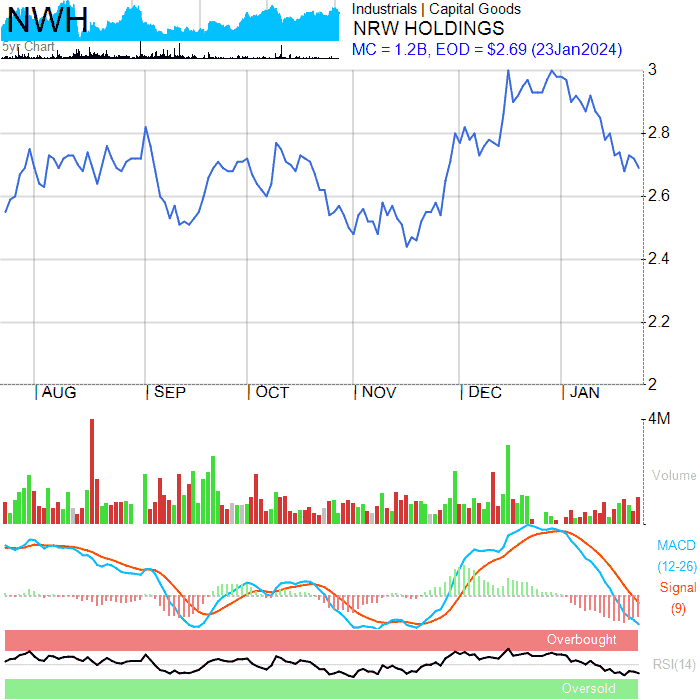 NWH
5yr Chart
Industrials | Capital Goods
NRW HOLDINGS
MC = 1.2B, EOD = $2.69 (23Jan2024)
3
2.8
2.6
2.4
2.2
2
AUG SEP OCT NOV DEC JAN
4M
Volume
MACD
(12-26)
Signal
(9)
Overbought
RSI(14)
Oversold